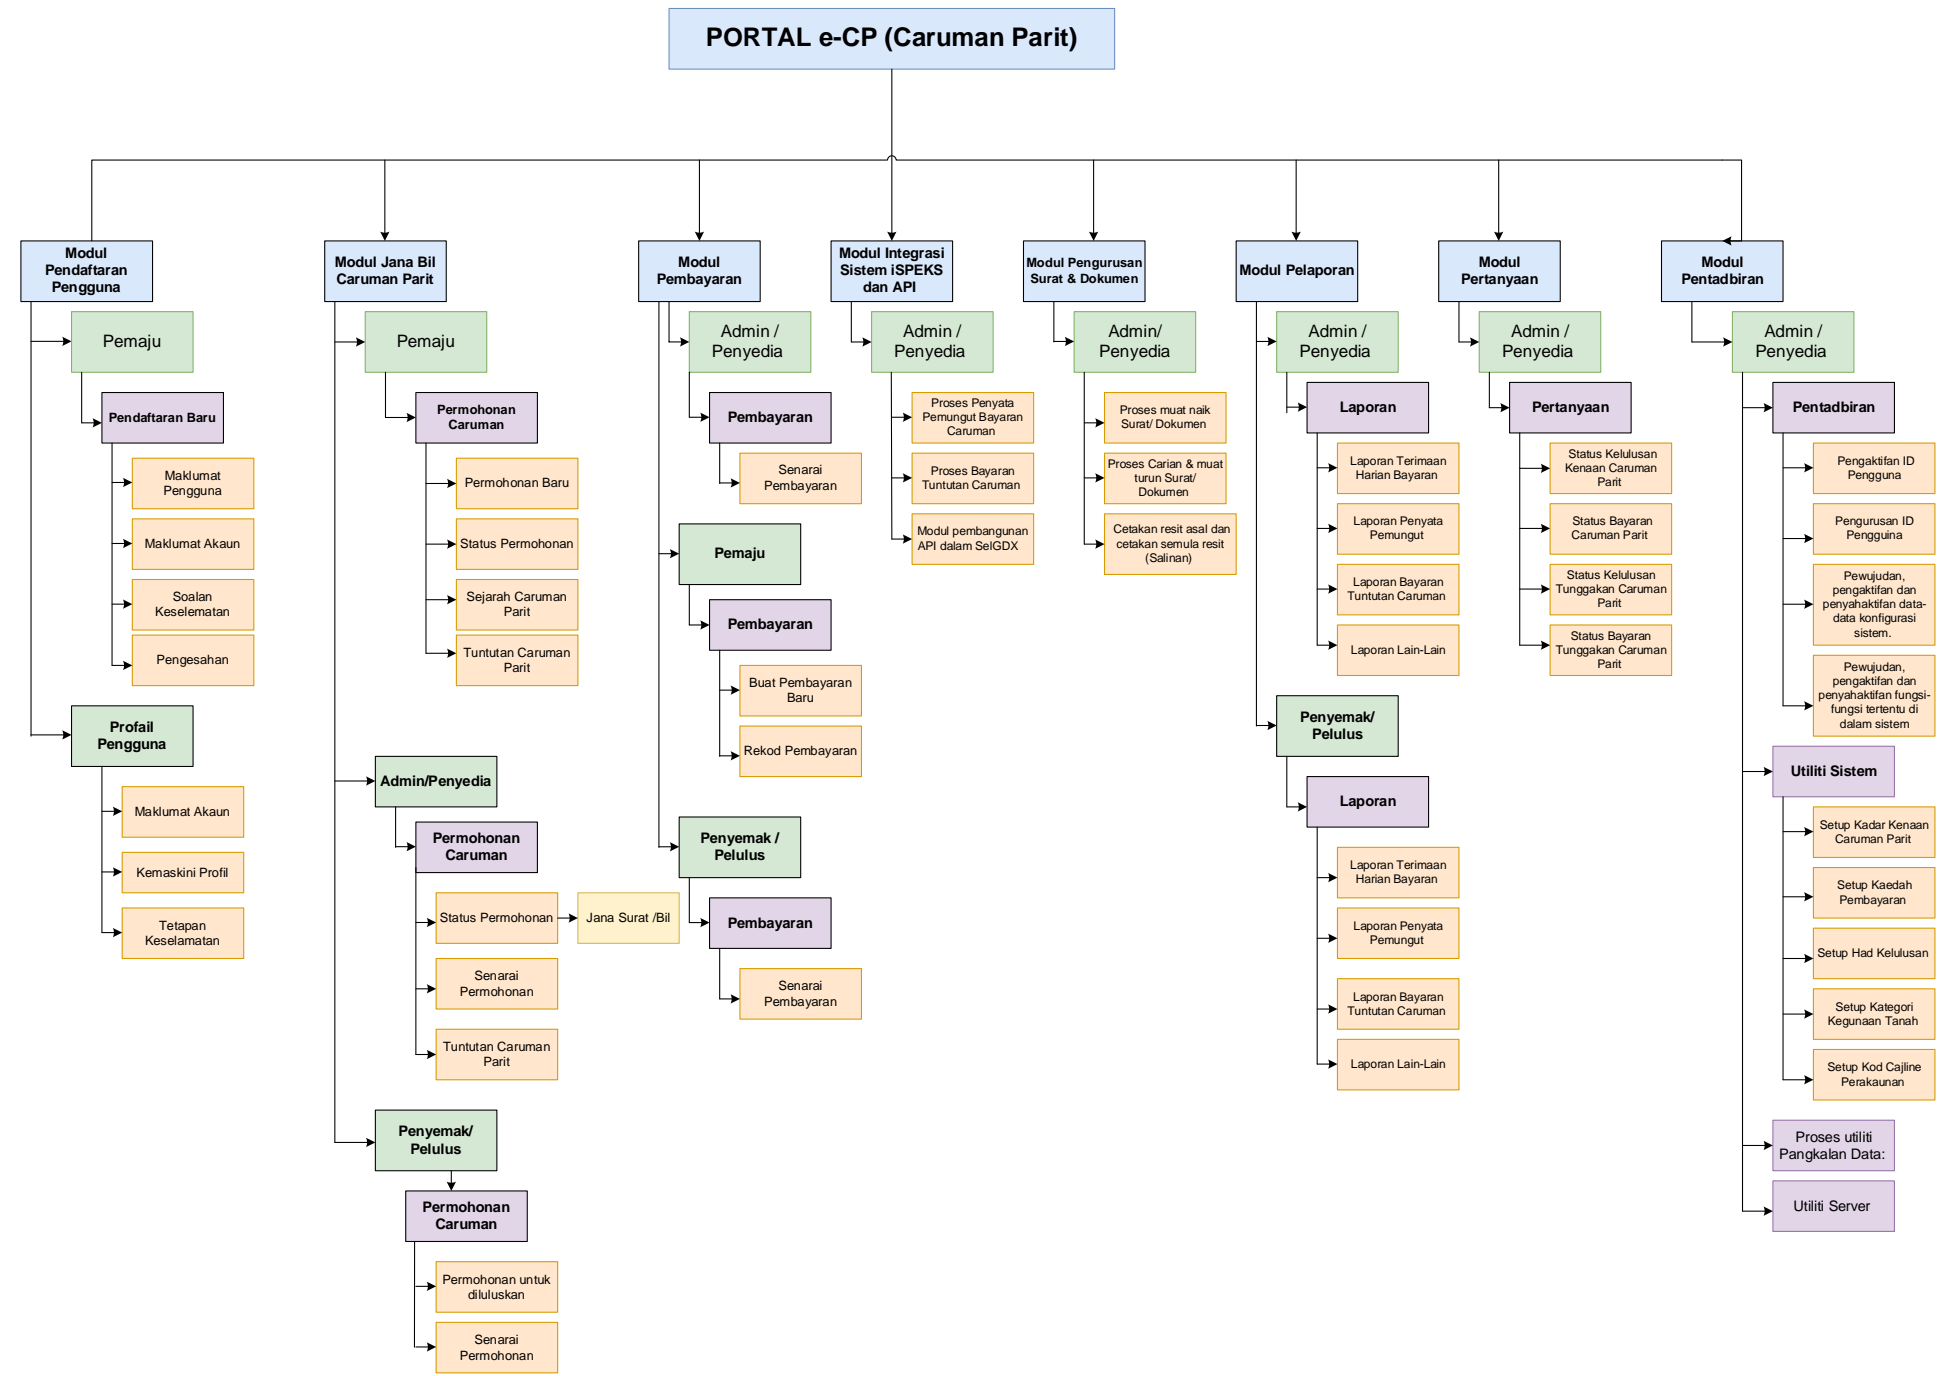 PORTAL e-CP (Caruman Parit)
Modul
Pendaftaran
Pengguna
Pemaju
Pendaftaran Baru
Maklumat
Pengguna
Maklumat Akaun
Soalan
Keselematan
Pengesahan
Profail
Pengguna
Maklumat Akaun
Kemaskini Profil
Tetapan
Keselamatan
Modul Jana Bil
Caruman Parit
Pemaju
Permohonan
Caruman
Permohonan Baru
Status Permohonan
Sejarah Caruman
Parit
Tuntutan Caruman
Parit
Admin/Penyedia
Permohonan
Caruman
Status Permohonan
Jana Surat /Bil
Senarai
Permohonan
Tuntutan Caruman
Parit
Penyemak/
Pelulus
Permohonan
Caruman
Permohonan untuk
diluluskan
Senarai
Permohonan
Modul
Pembayaran
Admin /
Penyedia
Pembayaran
Senarai
Pembayaran
Pemaju
Pembayaran
Buat Pembayaran
Baru
Rekod Pembayaran
Penyemak /
Pelulus
Pembayaran
Senarai
Pembayaran
Modul Integrasi
Sistem iSPEKS
dan API
Admin /
Penyedia
Proses Penyata
Pemungut Bayaran
Caruman
Proses Bayaran
Tuntutan Caruman
Modul pembangunan
API dalam SelGDX
Modul Pengurusan
Surat & Dokumen
Admin/
Penyedia
Proses muat naik
Surat/ Dokumen
Proses Carian & muat
turun Surat/
Dokumen
Cetakan resit asal dan
cetakan semula resit
(Salinan)
Modul Pelaporan
Admin /
Penyedia
Laporan
Laporan Terimaan
Harian Bayaran
Laporan Penyata
Pemungut
Laporan Bayaran
Tuntutan Caruman
Laporan Lain-Lain
Penyemak/
Pelulus
Laporan
Laporan Terimaan
Harian Bayaran
Laporan Penyata
Pemungut
Laporan Bayaran
Tuntutan Caruman
Laporan Lain-Lain
Modul
Pertanyaan
Admin /
Penyedia
Pertanyaan
Status Kelulusan
Kenaan Caruman
Parit
Status Bayaran
Caruman Parit
Status Kelulusan
Tunggakan Caruman
Parit
Status Bayaran
Tunggakan Caruman
Parit
Modul
Pentadbiran
Admin /
Penyedia
Pentadbiran
Pengaktifan ID
Pengguna
Pengurusan ID
Pengguina
Pewujudan,
pengaktifan dan
penyahaktifan data-
data konfigurasi
sistem.
Pewujudan,
pengaktifan dan
penyahaktifan fungsi-
fungsi tertentu di
dalam sistem
Utiliti Sistem
Setup Kadar Kenaan
Caruman Parit
Setup Kaedah
Pembayaran
Setup Had Kelulusan
Setup Kategori
Kegunaan Tanah
Setup Kod Cajline
Perakaunan
Proses utiliti
Pangkalan Data:
Utiliti Server